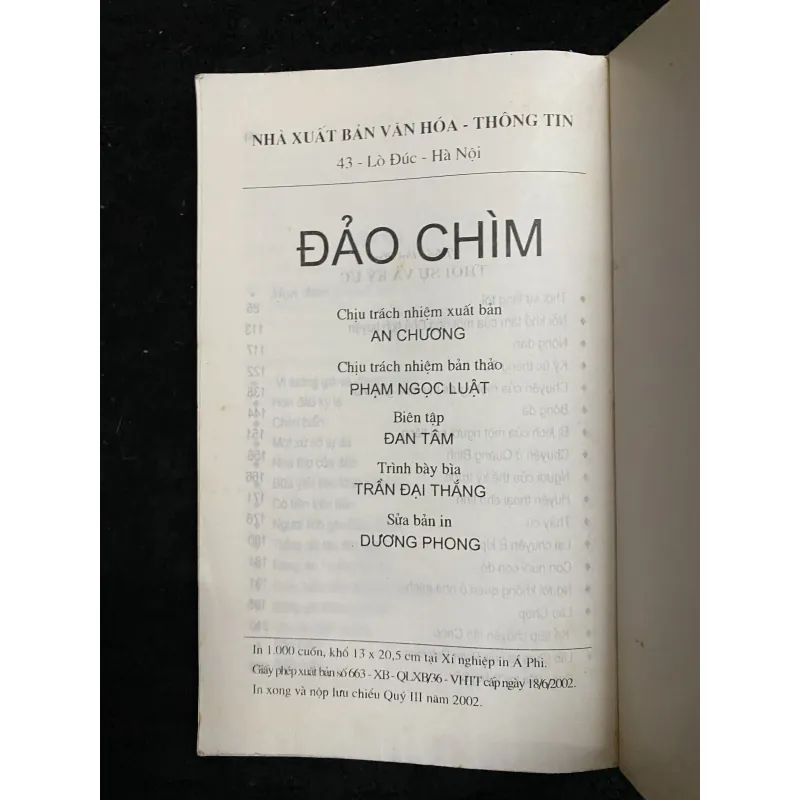 NHÀ XUẤT BẢN VĂN HÓA - THÔNG TIN
43 - Lò Đúc - Hà Nội
ĐẢO CHÌM
Chịu trách nhiệm xuất bản
AN CHƯƠNG
Chịu trách nhiệm bản thảo
PHẠM NGỌC LUẬT
Biên tập
ĐAN TÂM
Trình bày bìa
TRẦN ĐẠI THẮNG
Sửa bản in
DƯƠNG PHONG
In 1.000 cuốn, khổ 13 x 20,5 cm tại Xí nghiệp in Á Phi.
Giấy phép xuất bản số 663 - XB - QLXB/36 - VHTT cấp ngày 18/6/2002.
In xong và nộp lưu chiểu Quý III năm 2002.